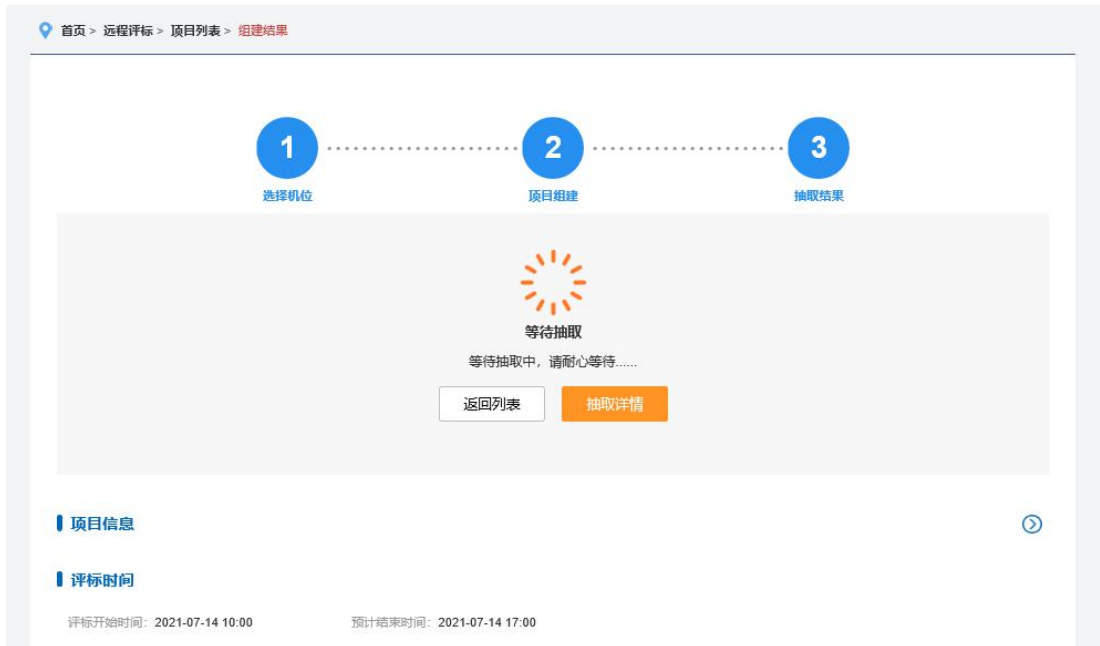 首页 > 远程评标 > 项目列表 > 组建结果
1 2 3
选择机位 项目组建 抽取结果
等待抽取
等待抽取中，请耐心等待......
返回列表 抽取详情
项目信息
评标时间
评标开始时间：2021-07-14 10:00 预计结束时间：2021-07-14 17:00